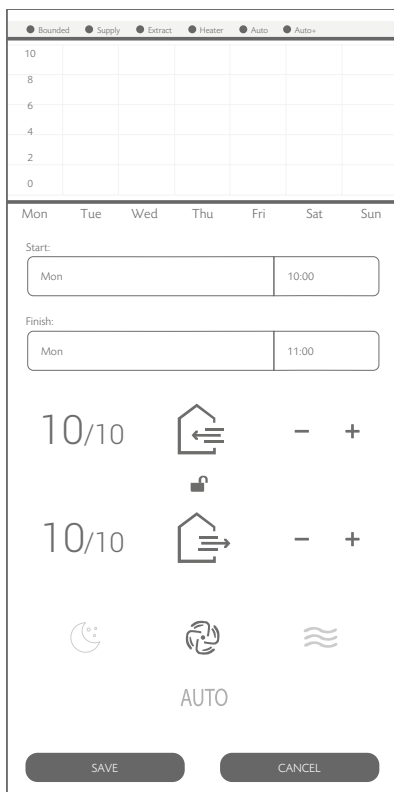 Bounded Supply Extract Heater Auto Auto+
10
8
6
4
2
0
Mon Tue Wed Thu Fri Sat Sun
Start:
Mon 10:00
Finish:
Mon 11:00
10/10 - +
10/10 - +
AUTO
SAVE CANCEL